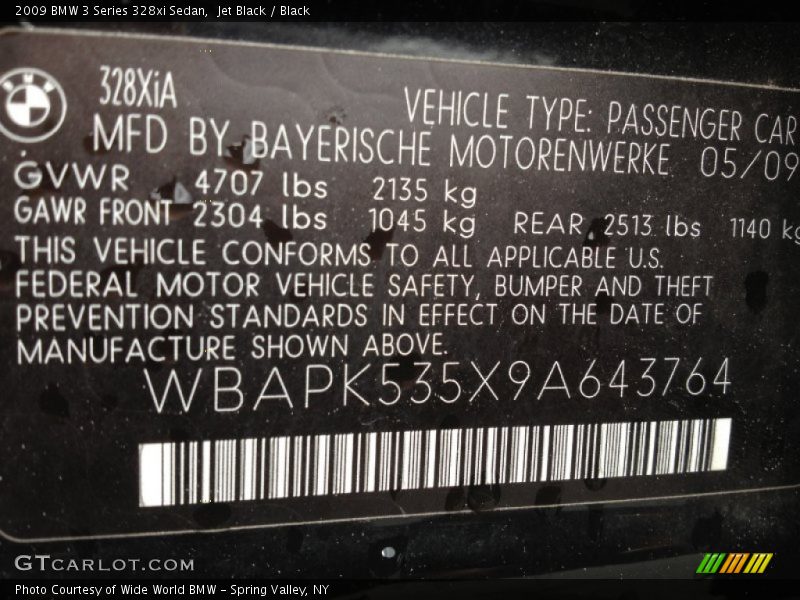 2009 BMW 3 Series 328xi Sedan,  Jet Black / Black
BMW
328XiA
VEHICLE TYPE: PASSENGER CAR
MFD BY BAYERISCHE MOTORENWERKE 05/09
GVWR 4707 lbs 2135 kg
GAWR FRONT 2304 lbs 1045 kg REAR 2513 lbs 1140 kg
THIS VEHICLE CONFORMS TO ALL APPLICABLE U.S.
FEDERAL MOTOR VEHICLE SAFETY, BUMPER AND THEFT
PREVENTION STANDARDS IN EFFECT ON THE DATE OF
MANUFACTURE SHOWN ABOVE.
WBAPK535X9A643764
GTCARLOT.COM
Photo Courtesy of Wide World BMW - Spring Valley, NY